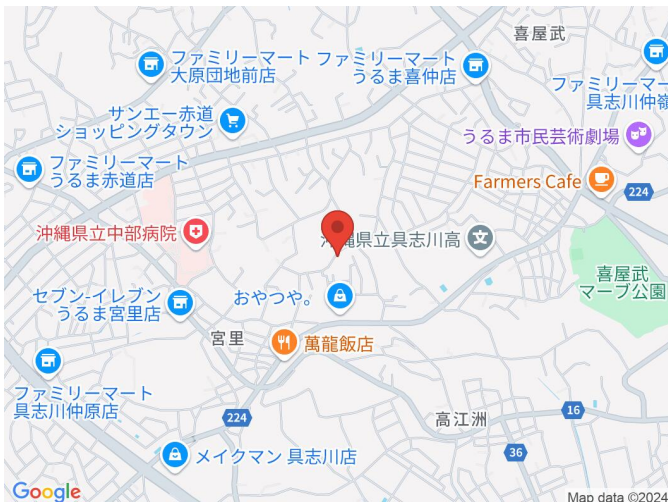 喜屋武
ファミリーマート
大原団地前店
ファミリーマート
うるま喜仲店
ファミリーマー
具志川仲嶺
サンエー赤道
ショッピングタウン
うるま市民芸術劇場
ファミリーマート
うるま赤道店
Farmers Cafe
224
沖縄県立中部病院
沖縄県立具志川高
喜屋武
マーブ公園
おやつや。
セブン-イレブン
うるま宮里店
宮里
萬龍飯店
ファミリーマート
具志川仲原店
224
高江洲
16
36
メイクマン 具志川店
Google
Map data ©2024